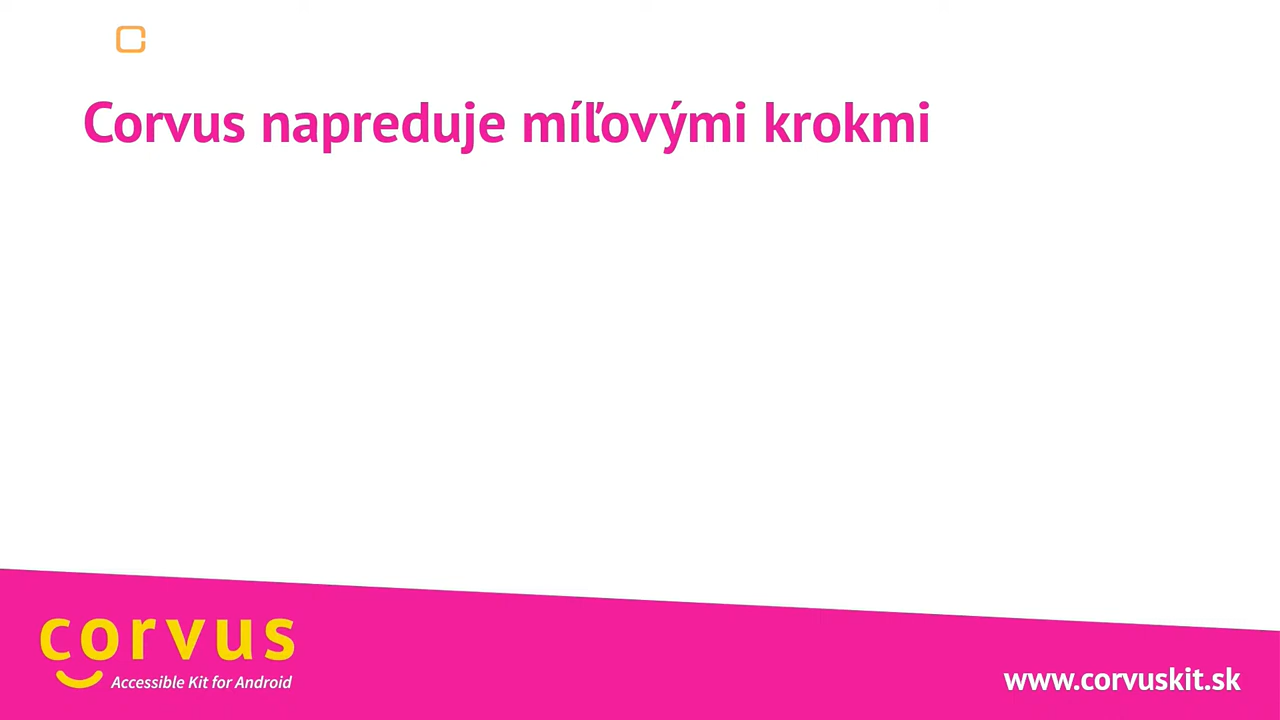 Corvus napreduje míľovými krokmi
corvus
Accessible Kit for Android
www.corvuskit.sk